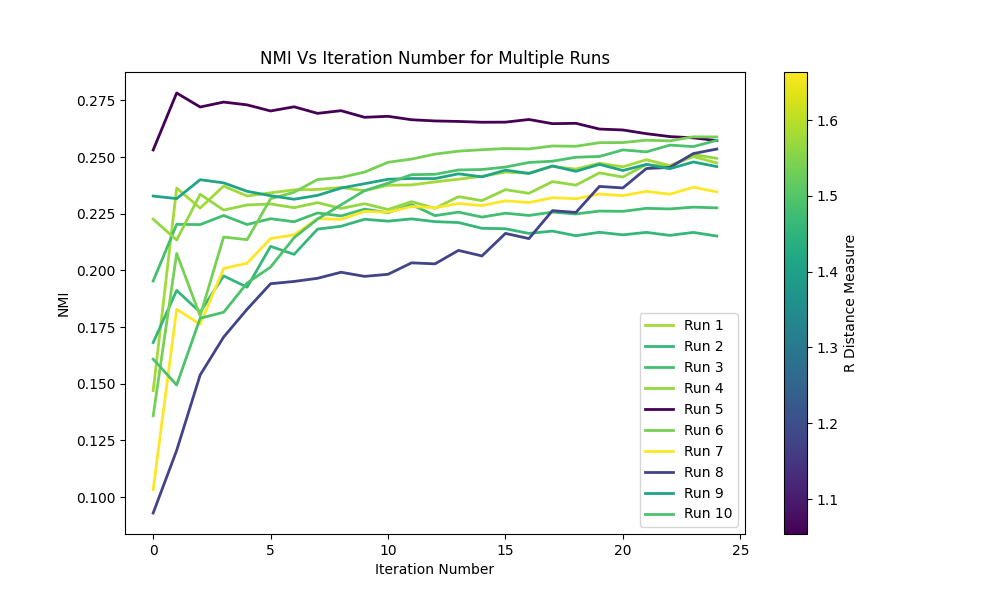 NMI Vs Iteration Number for Multiple Runs
NMI
0.275
0.250
0.225
0.200
0.175
0.150
0.125
0.100
0
5
10
15
20
25
Iteration Number
Run 1
Run 2
Run 3
Run 4
Run 5
Run 6
Run 7
Run 8
Run 9
Run 10
1.6
1.5
1.4
1.3
1.2
1.1
R Distance Measure